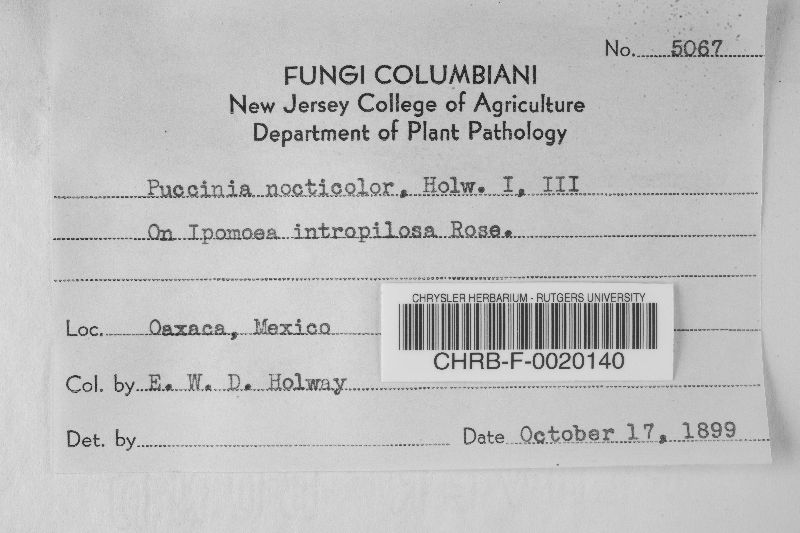 No. 5067
FUNGI COLUMBIANI
New Jersey College of Agriculture
Department of Plant Pathology
Puccinia nocticolor, Holw. I, III
On Ipomoea intropilosa Rose.
CHRYSLER HERBARIUM - RUTGERS UNIVERSITY
CHRB-F-0020140
Loc. Oaxaca, Mexico
Col. by E. W. D. Holway
Det. by
Date October 17, 1899